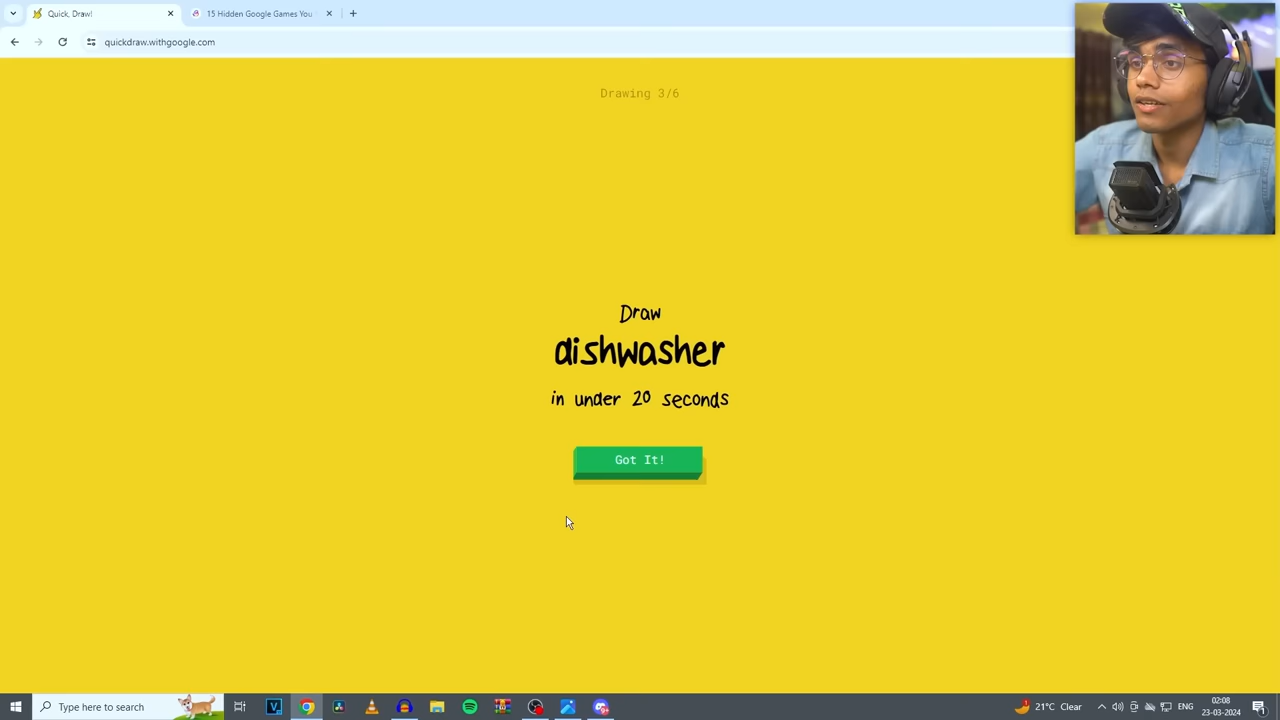 Quick, Draw!
15 Hidden Google Games You
quickdraw.withgoogle.com
Drawing 3/6
Draw
dishwasher
in under 20 seconds
Got It!
Type here to search
21°C Clear
ENG
02:08
23-03-2024